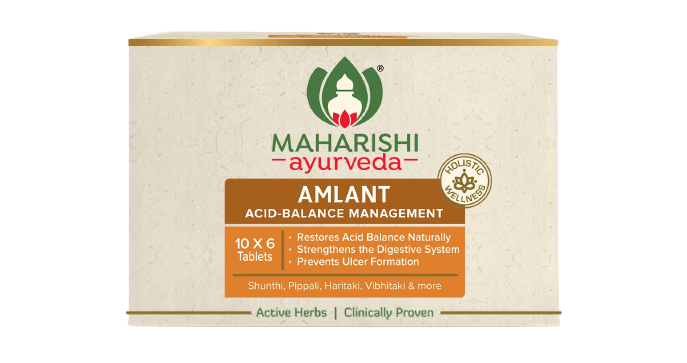 ®
MAHARISHI
ayurveda
HOLISTIC
WELLNESS
AMLANT
ACID-BALANCE MANAGEMENT
10 X 6
Tablets
• Restores Acid Balance Naturally
• Strengthens the Digestive System
• Prevents Ulcer Formation
Shunthi, Pippali, Haritaki, Vibhitaki & more
Active Herbs | Clinically Proven